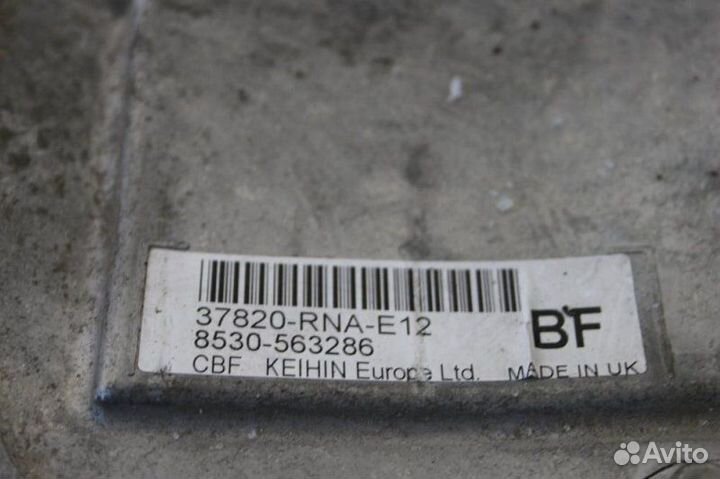 37820-RNA-E12
8530-563286
BF
CBF KEIHIN Europe Ltd. MADE IN UK
Avito